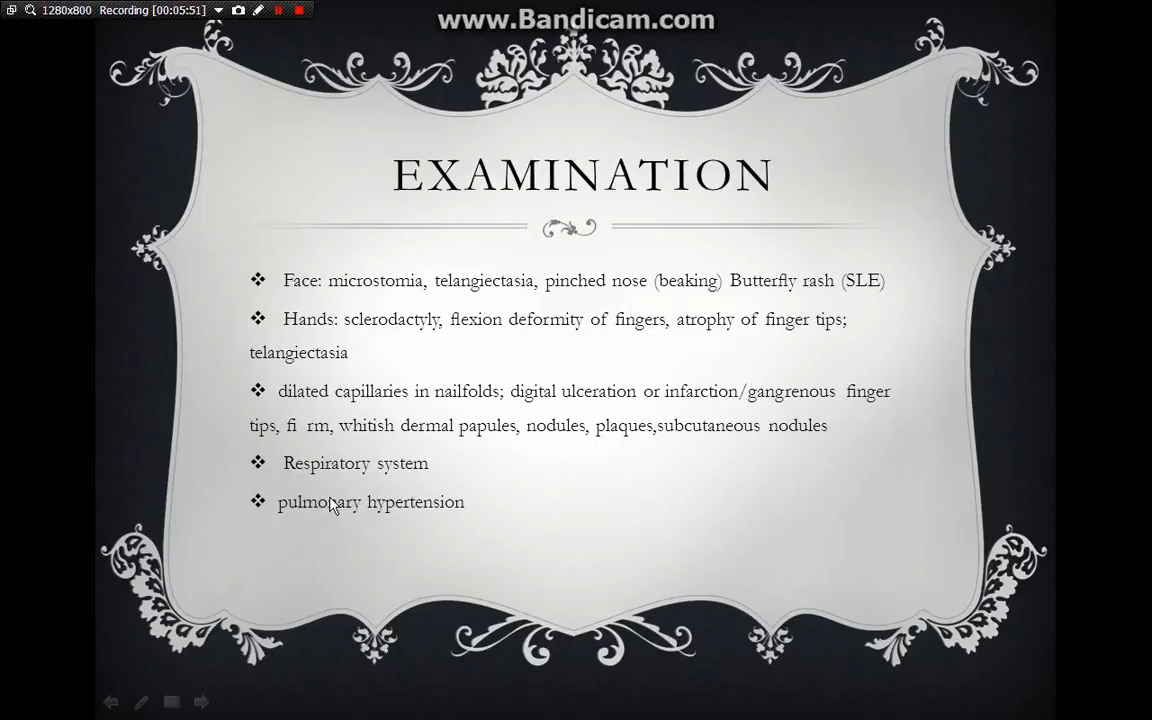 1280x800 Recording [00:05:51]
www.Bandicam.com
EXAMINATION
Face: microstomia, telangiectasia, pinched nose (beaking) Butterfly rash (SLE)
Hands: sclerodactyly, flexion deformity of fingers, atrophy of finger tips;
telangiectasia
dilated capillaries in nailfolds; digital ulceration or infarction/gangrenous finger
tips, fi rm, whitish dermal papules, nodules, plaques,subcutaneous nodules
Respiratory system
pulmonary hypertension